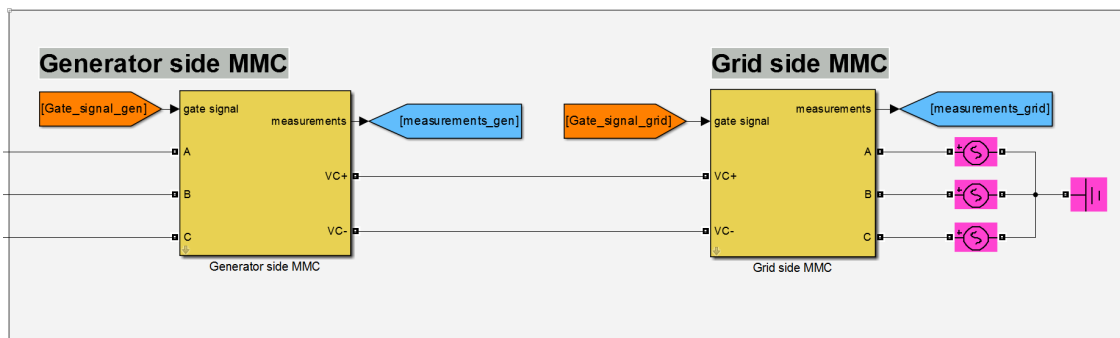 Generator side MMC
Grid side MMC
[Gate_signal_gen]
gate signal
measurements
[measurements_gen]
A
B
C
VC+
VC-
Generator side MMC
[Gate_signal_grid]
gate signal
measurements
[measurements_grid]
VC+
VC-
A
B
C
Grid side MMC